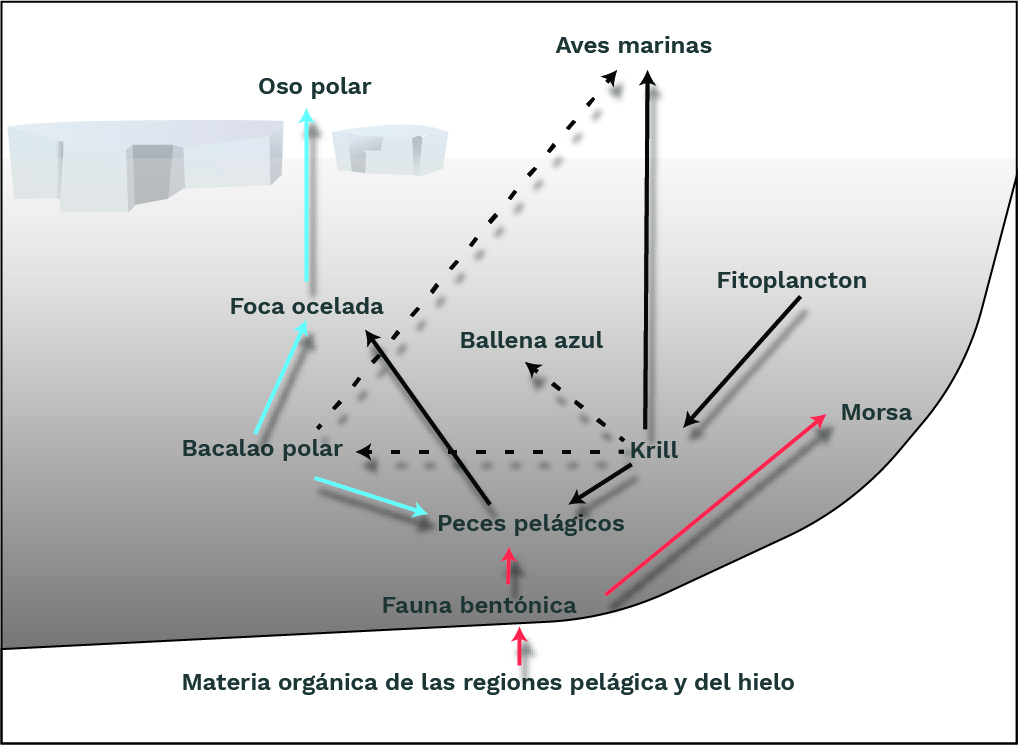 Aves marinas
Oso polar
Fitoplancton
Foca ocelada
Ballena azul
Morsa
Bacalao polar
Krill
Peces pelágicos
Fauna bentónica
Materia orgánica de las regiones pelágica y del hielo